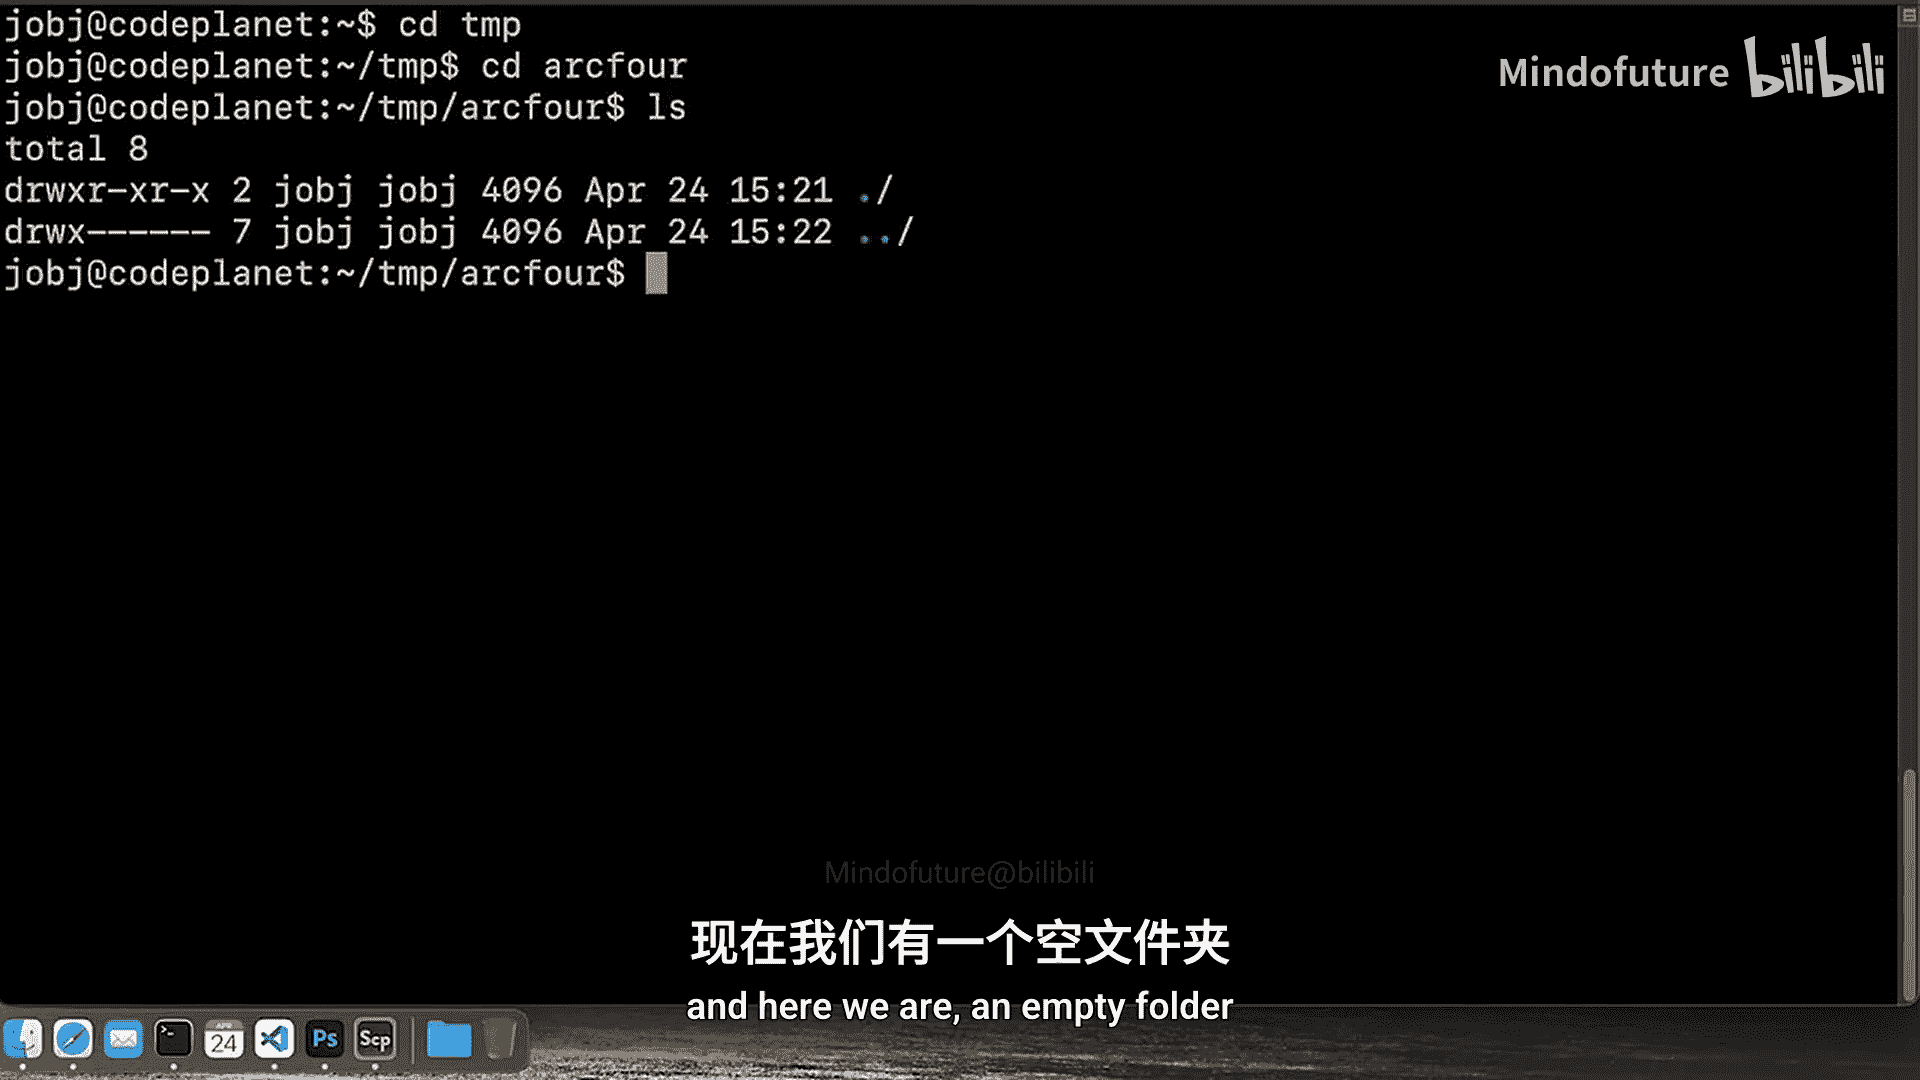 jobj@codeplanet:~$ cd tmp
jobj@codeplanet:~/tmp$ cd arcfour
jobj@codeplanet:~/tmp/arcfour$ ls
total 8
drwxr-xr-x 2 jobj jobj 4096 Apr 24 15:21 ./
drwx------ 7 jobj jobj 4096 Apr 24 15:22 ../
jobj@codeplanet:~/tmp/arcfour$
Mindofuture bilibili
Mindofuture@bilibili
现在我们有一个空文件夹
and here we are, an empty folder
APR
24
Ps
Scp